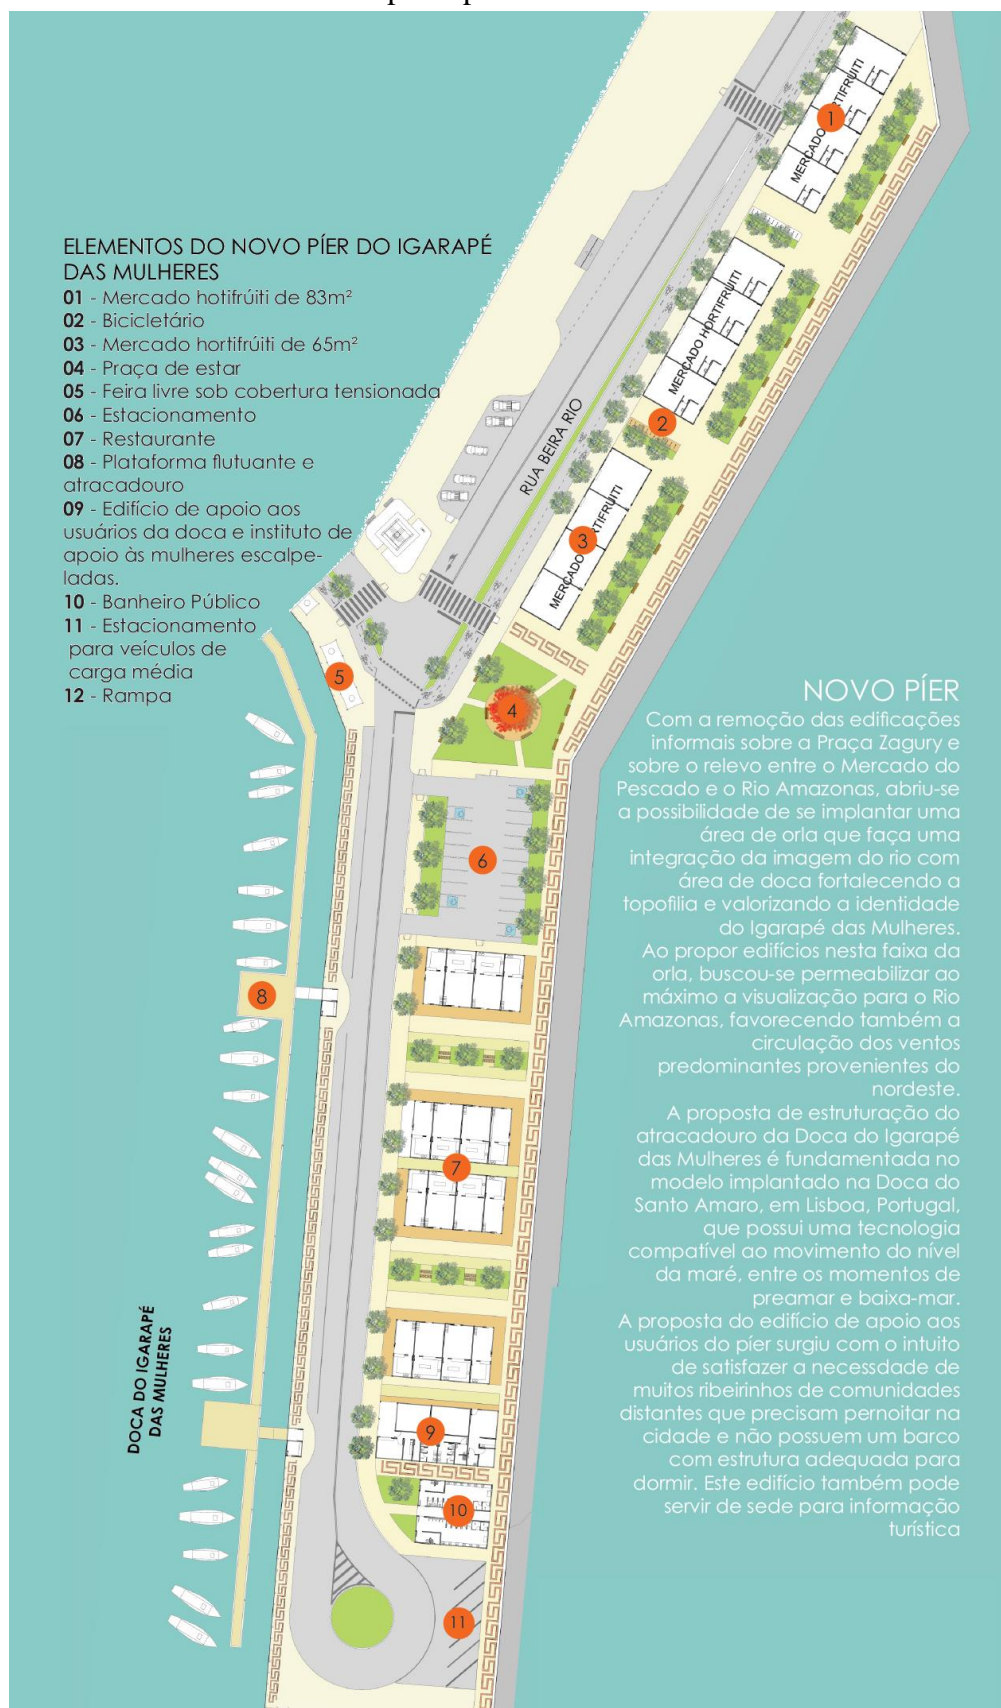 ELEMENTOS DO NOVO PÍER DO IGARAPÉ
DAS MULHERES
01 - Mercado hotifrúiti de 83m²
02 - Bicicletário
03 - Mercado hortifrúiti de 65m²
04 - Praça de estar
05 - Feira livre sob cobertura tensionada
06 - Estacionamento
07 - Restaurante
08 - Plataforma flutuante e
atracadouro
09 - Edifício de apoio aos
usuários da doca e instituto de
apoio às mulheres escalpe-
ladas.
10 - Banheiro Público
11 - Estacionamento
para veículos de
carga média
12 - Rampa
MERCADO HORTIFRUITI
1
MERCADO HORTIFRUITI
2
RUA BEIRA RIO
MERCADO HORTIFRUITI
3
4
5
6
7
8
9
10
11
DOCA DO IGARAPÉ
DAS MULHERES
NOVO PÍER
Com a remoção das edificações
informais sobre a Praça Zagury e
sobre o relevo entre o Mercado do
Pescado e o Rio Amazonas, abriu-se
a possibilidade de se implantar uma
área de orla que faça uma
integração da imagem do rio com
área de doca fortalecendo a
topofilia e valorizando a identidade
do Igarapé das Mulheres.
Ao propor edifícios nesta faixa da
orla, buscou-se permeabilizar ao
máximo a visualização para o Rio
Amazonas, favorecendo também a
circulação dos ventos
predominantes provenientes do
nordeste.
A proposta de estruturação do
atracadouro da Doca do Igarapé
das Mulheres é fundamentada no
modelo implantado na Doca do
Santo Amaro, em Lisboa, Portugal,
que possui uma tecnologia
compatível ao movimento do nível
da maré, entre os momentos de
preamar e baixa-mar.
A proposta do edifício de apoio aos
usuários do píer surgiu com o intuito
de satisfazer a necessdade de
muitos ribeirinhos de comunidades
distantes que precisam pernoitar na
cidade e não possuem um barco
com estrutura adequada para
dormir. Este edifício também pode
servir de sede para informação
turística